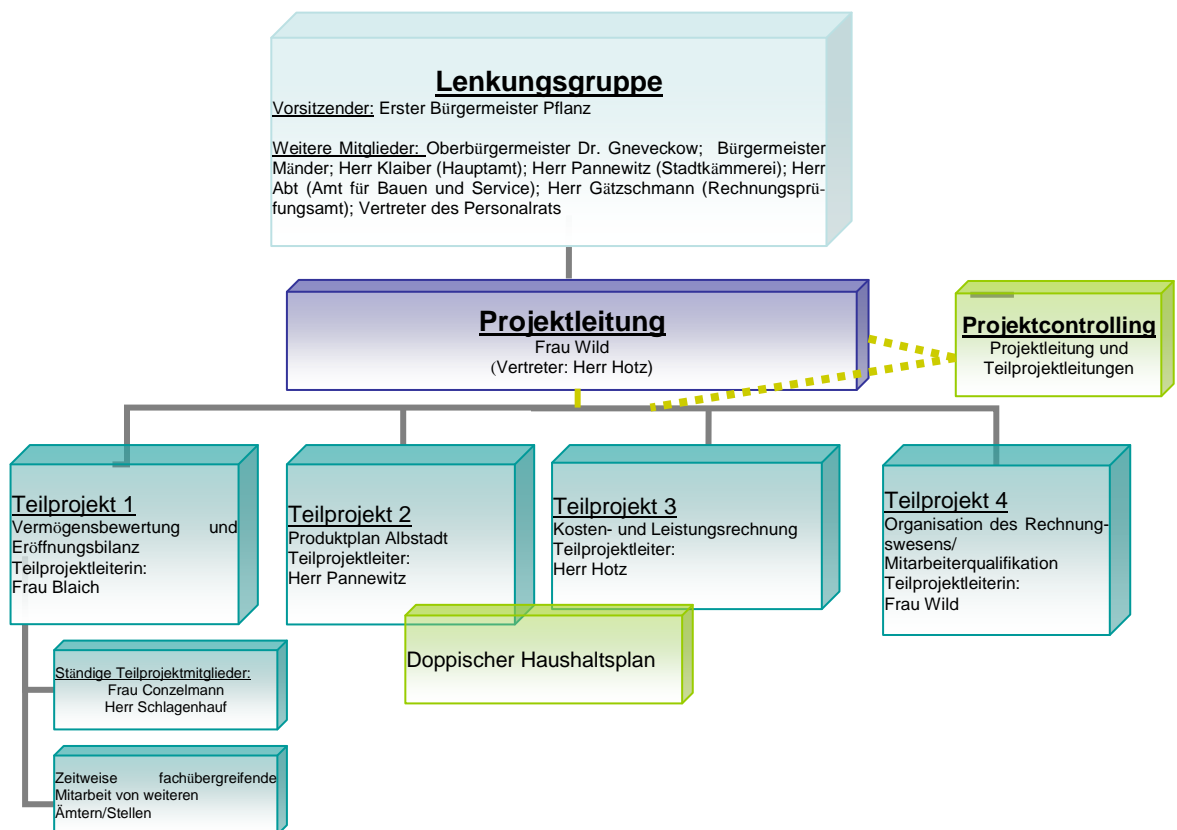 Lenkungsgruppe
Vorsitzender: Erster Bürgermeister Pflanz
Weitere Mitglieder: Oberbürgermeister Dr. Gneveckow; Bürgermeister
Mänder; Herr Klaiber (Hauptamt); Herr Pannewitz (Stadtkämmerei); Herr
Abt (Amt für Bauen und Service); Herr Gätzschmann (Rechnungsprü-
fungsamt); Vertreter des Personalrats
Projektleitung
Frau Wild
(Vertreter: Herr Hotz)
Projektcontrolling
Projektleitung und
Teilprojektleitungen
Teilprojekt 1
Vermögensbewertung und
Eröffnungsbilanz
Teilprojektleiterin:
Frau Blaich
Teilprojekt 2
Produktplan Albstadt
Teilprojektleiter:
Herr Pannewitz
Teilprojekt 3
Kosten- und Leistungsrechnung
Teilprojektleiter:
Herr Hotz
Teilprojekt 4
Organisation des Rechnung-
swesens/
Mitarbeiterqualifikation
Teilprojektleiterin:
Frau Wild
Doppischer Haushaltsplan
Ständige Teilprojektmitglieder:
Frau Conzelmann
Herr Schlagenhauf
Zeitweise fachübergreifende
Mitarbeit von weiteren
Ämtern/Stellen